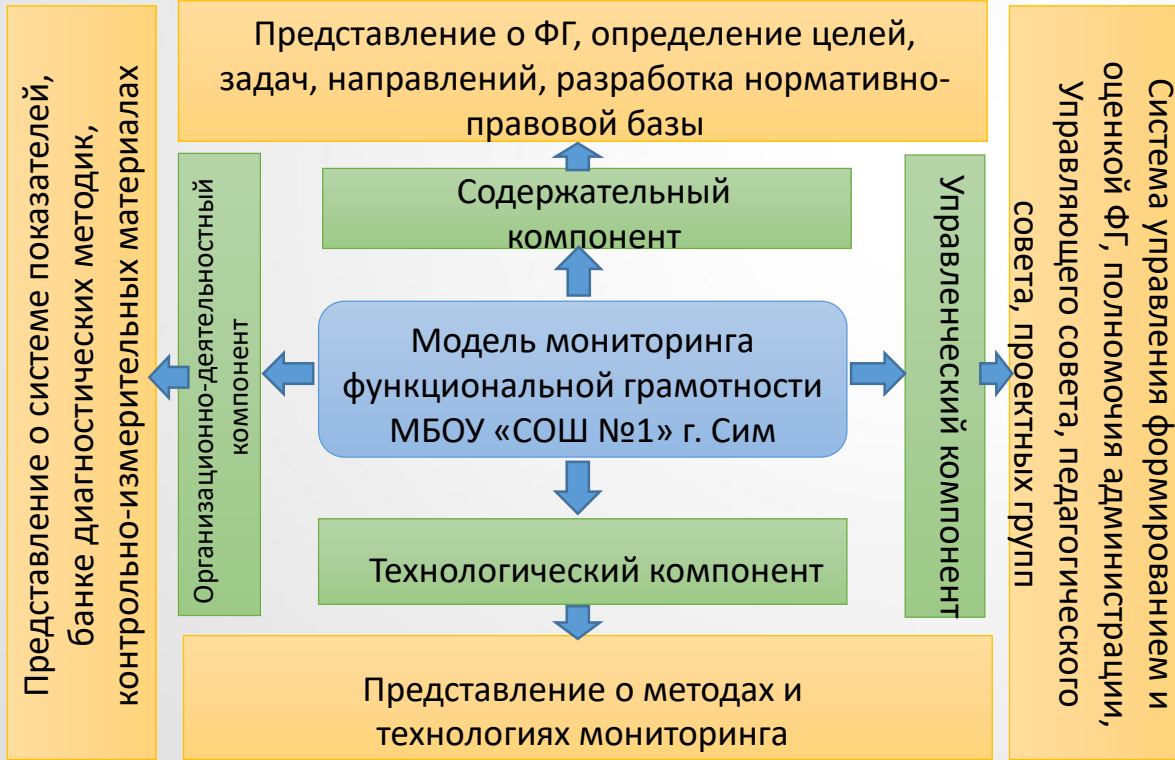 Представление о ФГ, определение целей,
задач, направлений, разработка нормативно-
правовой базы
Содержательный
компонент
Представление о системе показателей,
банке диагностических методик,
контрольно-измерительных материалах
Организационно-деятельностный
компонент
Модель мониторинга
функциональной грамотности
МБОУ «СОШ №1» г. Сим
Управленческий компонент
Система управления формированием и
оценкой ФГ, полномочия администрации,
Управляющего совета, педагогического
совета, проектных групп
Технологический компонент
Представление о методах и
технологиях мониторинга